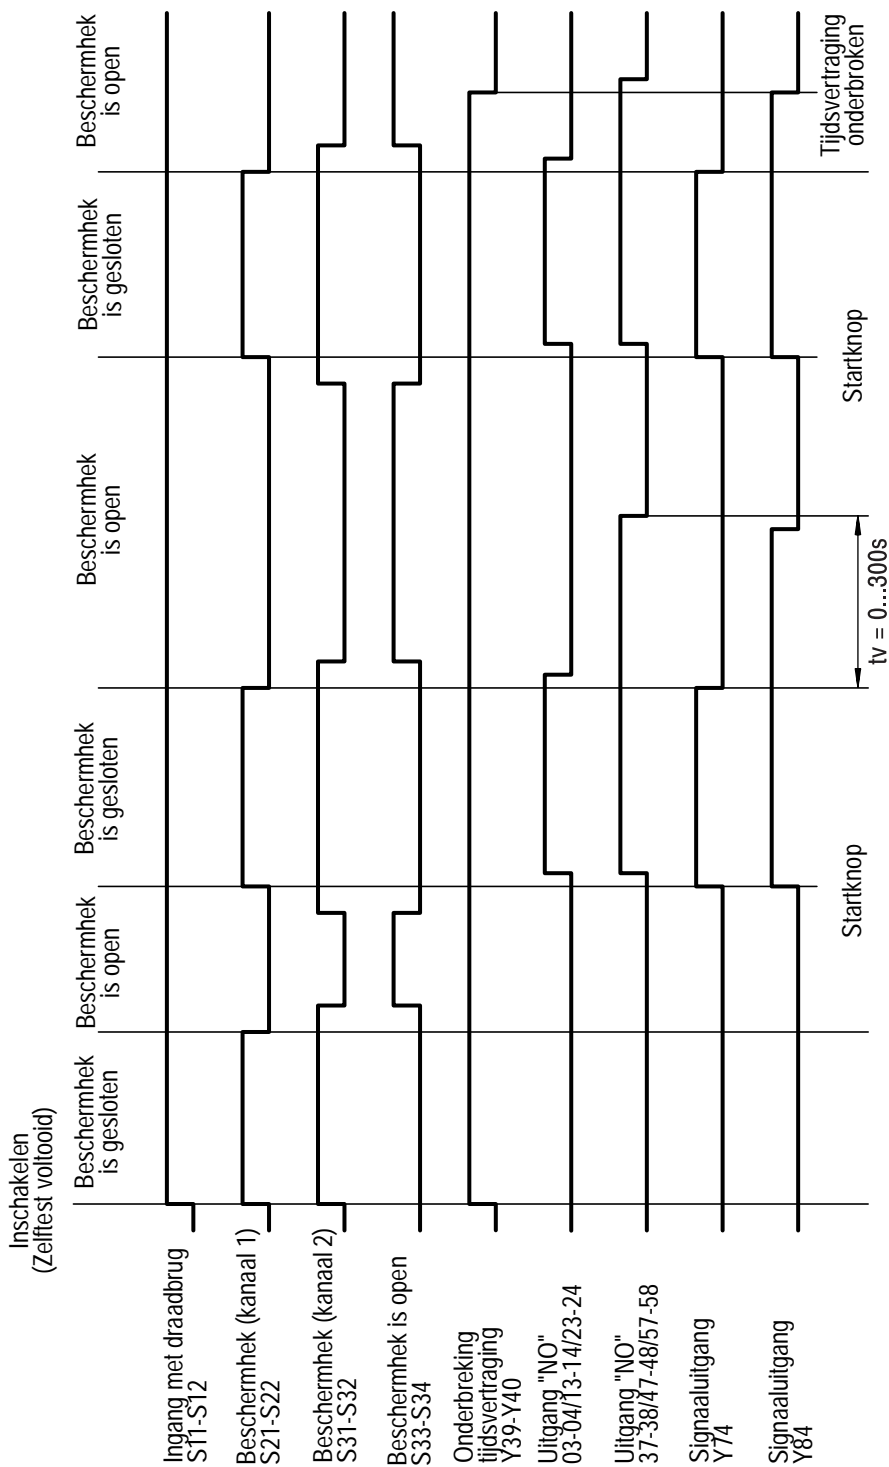 Inschakelen
(Zelftest voltooid)
Beschermhek
is gesloten
Beschermhek
is open
Beschermhek
is gesloten
Beschermhek
is open
Beschermhek
is gesloten
Beschermhek
is open
Ingang met draadbrug
S11-S12
Beschermhek (kanaal 1)
S21-S22
Beschermhek (kanaal 2)
S31-S32
Beschermhek is open
S33-S34
Onderbreking
tijdsvertraging
Y39-Y40
Uitgang "NO"
03-04/13-14/23-24
Uitgang "NO"
37-38/47-48/57-58
Signaaluitgang
Y74
Signaaluitgang
Y84
Startknop
tv = 0...300s
Startknop
Tijdsvertraging
onderbroken